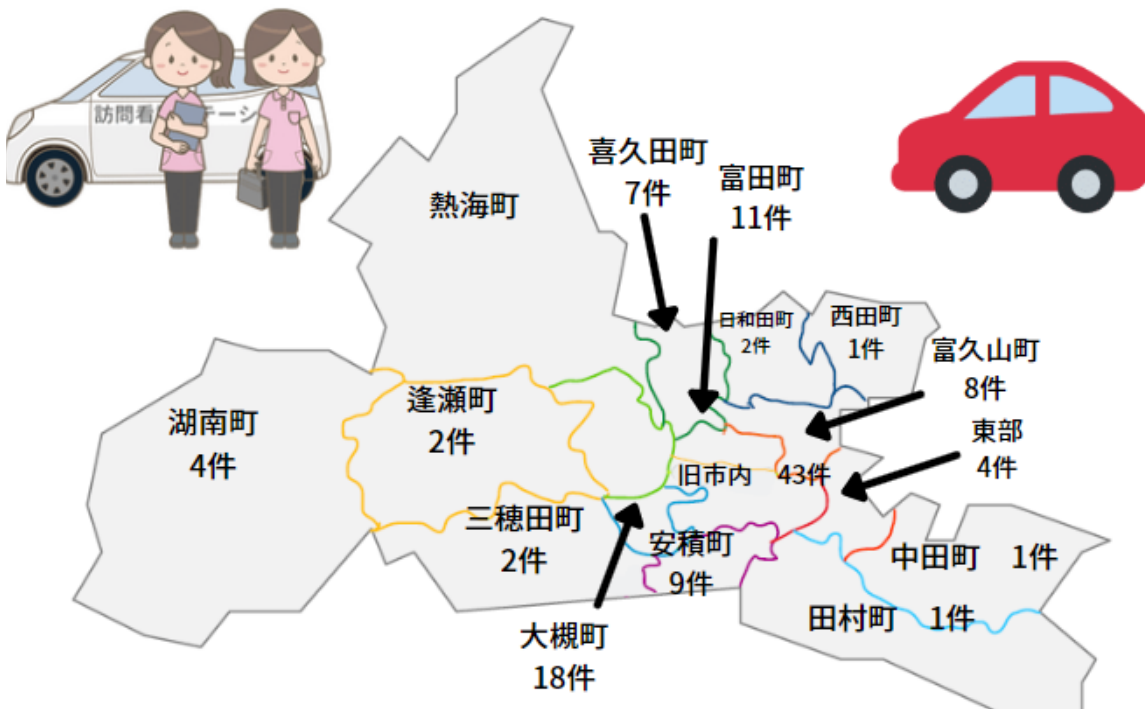 訪問看
テーシ
喜久田町
7件
富田町
11件
熱海町
日和田町
2件
西田町
1件
富久山町
8件
湖南町
4件
逢瀬町
2件
東部
4件
旧市内 43件
三穂田町
2件
安積町
9件
中田町 1件
田村町 1件
大槻町
18件